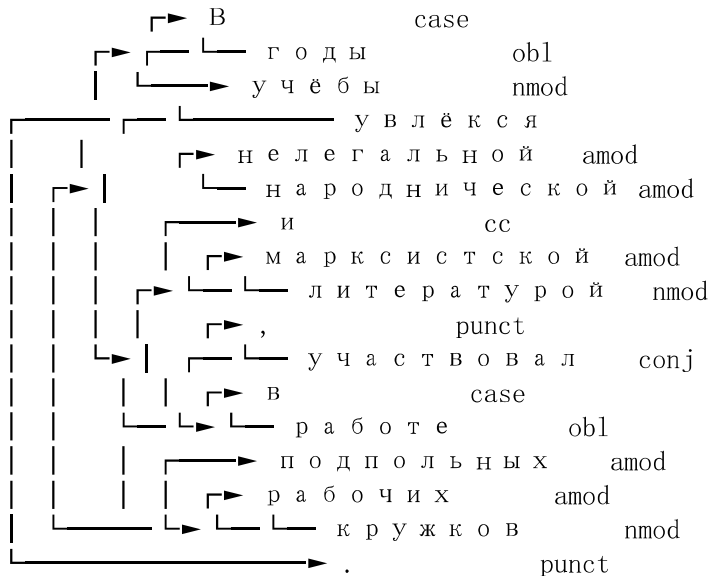 В case
годы obl
учёбы nmod
увлёкся
нелегальной amod
народнической amod
и cc
марксистской amod
литературой nmod
, punct
участвовал conj
в case
работе obl
подпольных amod
рабочих amod
кружков nmod
. punct